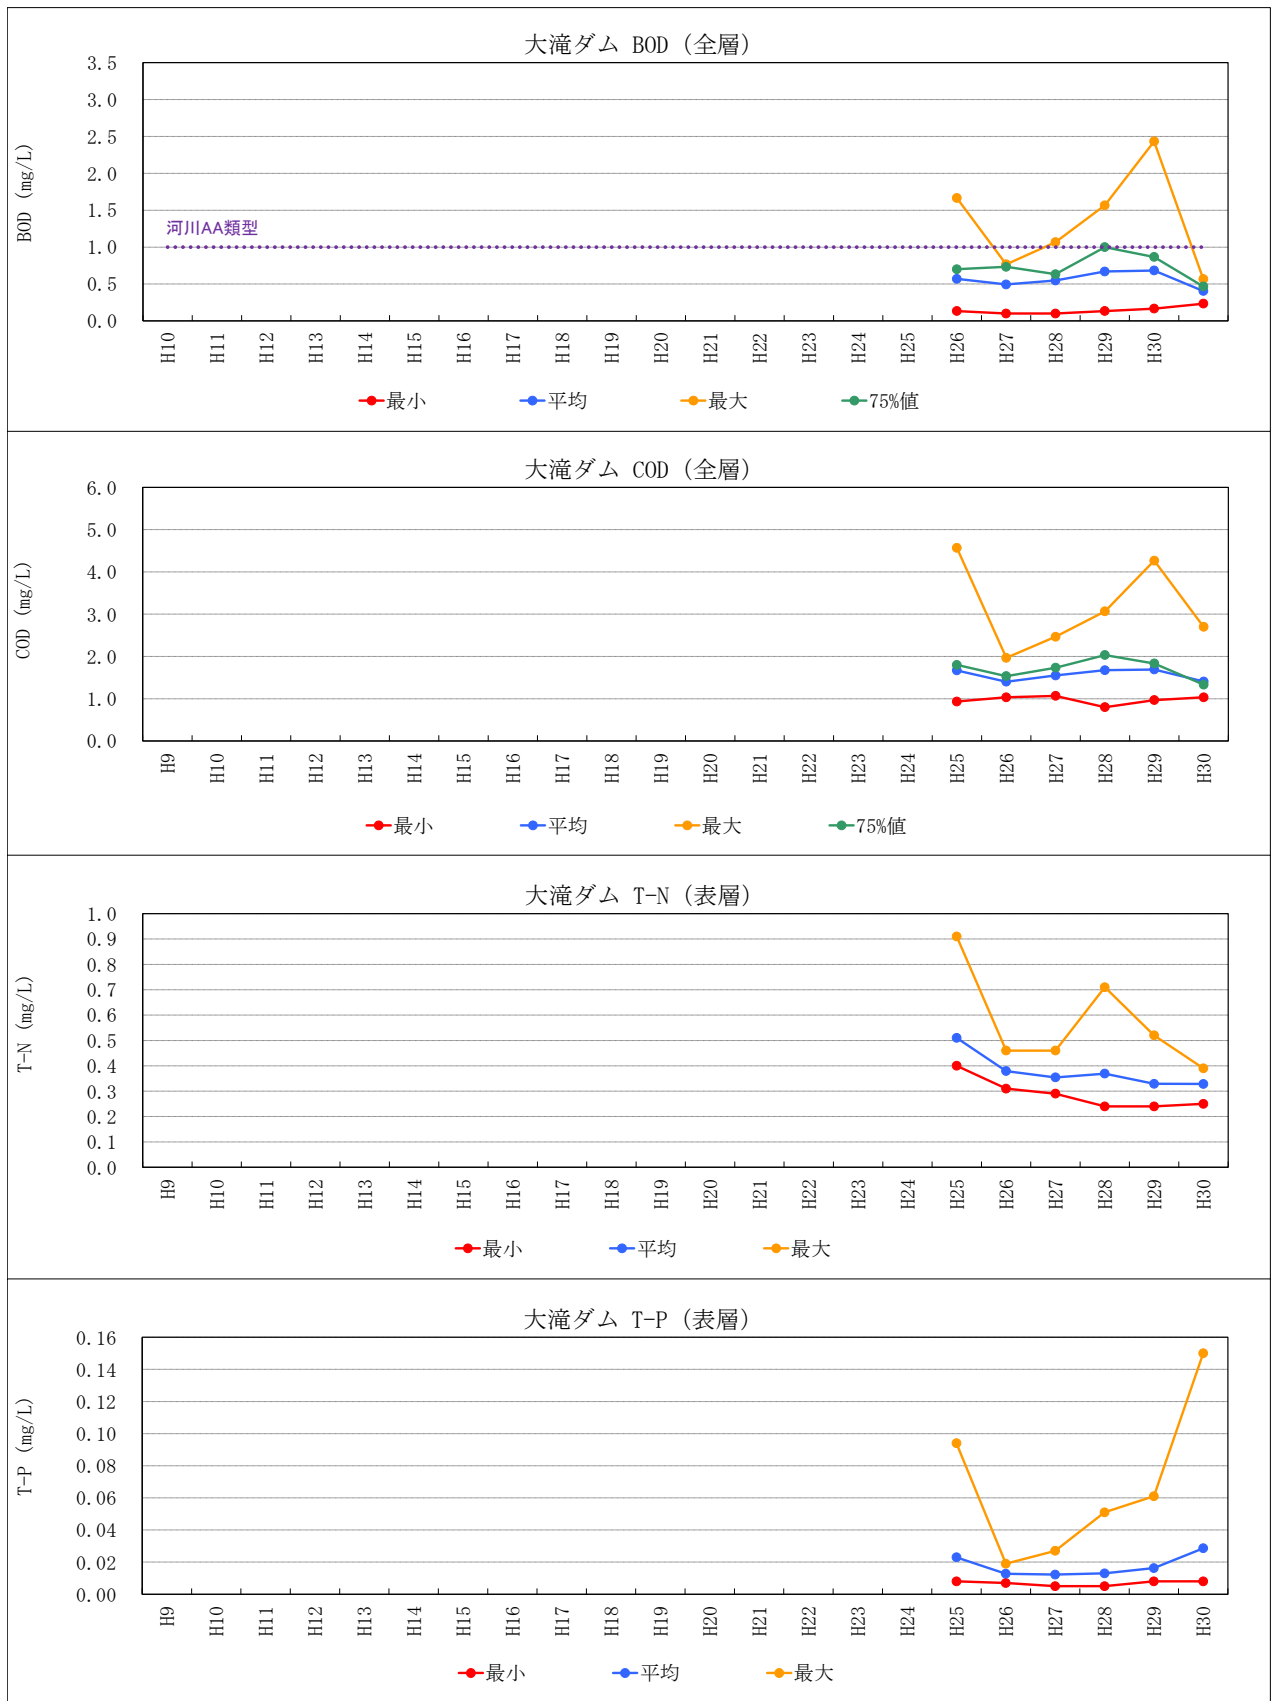 大滝ダム BOD (全層)
BOD (mg/L)
3.5
3.0
2.5
2.0
1.5
1.0
0.5
0.0
河川AA類型
H10 H11 H12 H13 H14 H15 H16 H17 H18 H19 H20 H21 H22 H23 H24 H25 H26 H27 H28 H29 H30
最小 平均 最大 75%値
大滝ダム COD (全層)
COD (mg/L)
6.0
5.0
4.0
3.0
2.0
1.0
0.0
H9 H10 H11 H12 H13 H14 H15 H16 H17 H18 H19 H20 H21 H22 H23 H24 H25 H26 H27 H28 H29 H30
最小 平均 最大 75%値
大滝ダム T-N (表層)
T-N (mg/L)
1.0
0.9
0.8
0.7
0.6
0.5
0.4
0.3
0.2
0.1
0.0
H9 H10 H11 H12 H13 H14 H15 H16 H17 H18 H19 H20 H21 H22 H23 H24 H25 H26 H27 H28 H29 H30
最小 平均 最大
大滝ダム T-P (表層)
T-P (mg/L)
0.16
0.14
0.12
0.10
0.08
0.06
0.04
0.02
0.00
H9 H10 H11 H12 H13 H14 H15 H16 H17 H18 H19 H20 H21 H22 H23 H24 H25 H26 H27 H28 H29 H30
最小 平均 最大